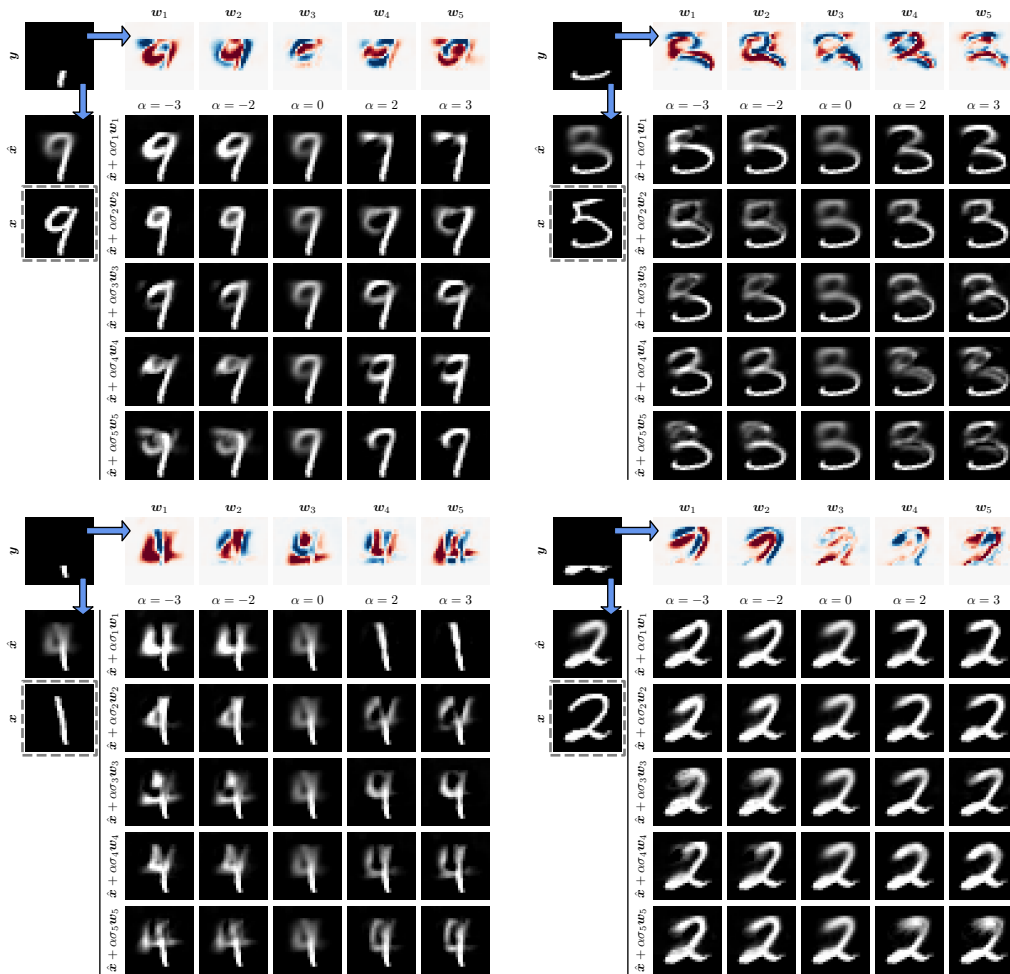 w₁ w₂ w₃ w₄ w₅
y
α = −3 α = −2 α = 0 α = 2 α = 3
x̂
x̂ + ασ₁w₁
x
x̂ + ασ₂w₂
x̂ + ασ₃w₃
x̂ + ασ₄w₄
x̂ + ασ₅w₅
w₁ w₂ w₃ w₄ w₅
y
α = −3 α = −2 α = 0 α = 2 α = 3
x̂
x̂ + ασ₁w₁
x
x̂ + ασ₂w₂
x̂ + ασ₃w₃
x̂ + ασ₄w₄
x̂ + ασ₅w₅
w₁ w₂ w₃ w₄ w₅
y
α = −3 α = −2 α = 0 α = 2 α = 3
x̂
x̂ + ασ₁w₁
x
x̂ + ασ₂w₂
x̂ + ασ₃w₃
x̂ + ασ₄w₄
x̂ + ασ₅w₅
w₁ w₂ w₃ w₄ w₅
y
α = −3 α = −2 α = 0 α = 2 α = 3
x̂
x̂ + ασ₁w₁
x
x̂ + ασ₂w₂
x̂ + ασ₃w₃
x̂ + ασ₄w₄
x̂ + ασ₅w₅